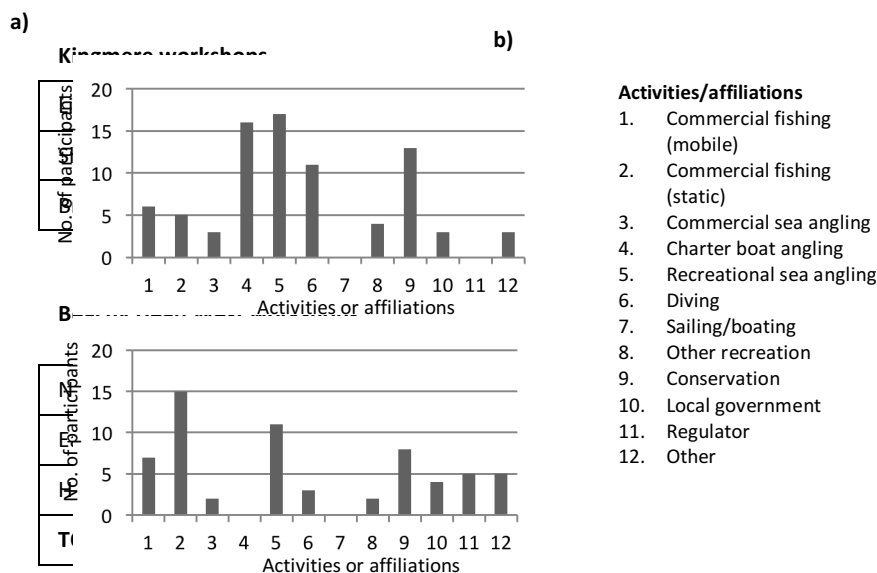 a)
b)
Kingmere workshops
20
15
10
5
0
No. of participants
1 2 3 4 5 6 7 8 9 10 11 12
Activities or affiliations
20
15
10
5
0
No. of participants
1 2 3 4 5 6 7 8 9 10 11 12
Activities or affiliations
Activities/affiliations
1. Commercial fishing
(mobile)
2. Commercial fishing
(static)
3. Commercial sea angling
4. Charter boat angling
5. Recreational sea angling
6. Diving
7. Sailing/boating
8. Other recreation
9. Conservation
10. Local government
11. Regulator
12. Other